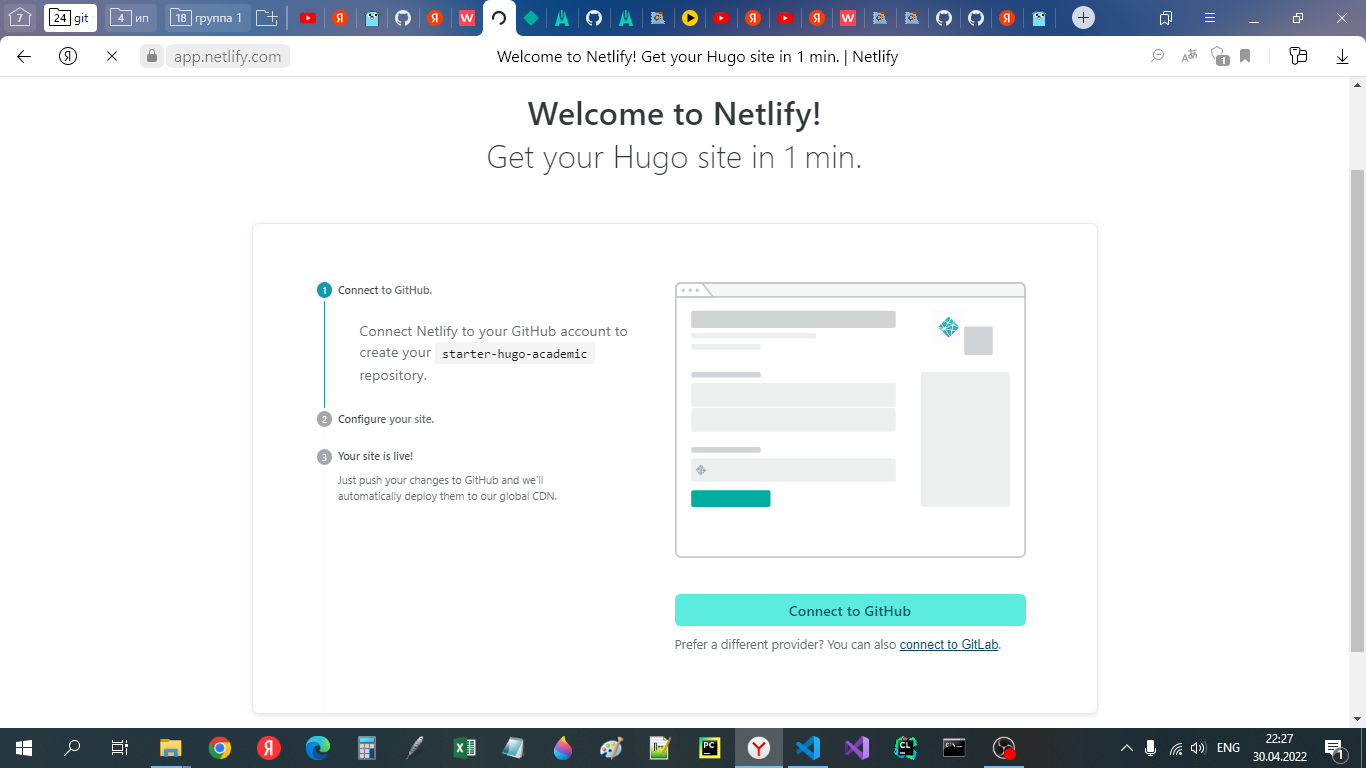 7
24 git
4 ип
18 группа 1
app.netlify.com
Welcome to Netlify! Get your Hugo site in 1 min. | Netlify
1
Welcome to Netlify!
Get your Hugo site in 1 min.
1 Connect to GitHub.
Connect Netlify to your GitHub account to
create your starter-hugo-academic
repository.
2 Configure your site.
3 Your site is live!
Just push your changes to GitHub and we'll
automatically deploy them to our global CDN.
Connect to GitHub
Prefer a different provider? You can also connect to GitLab.
ENG
22:27
30.04.2022
1